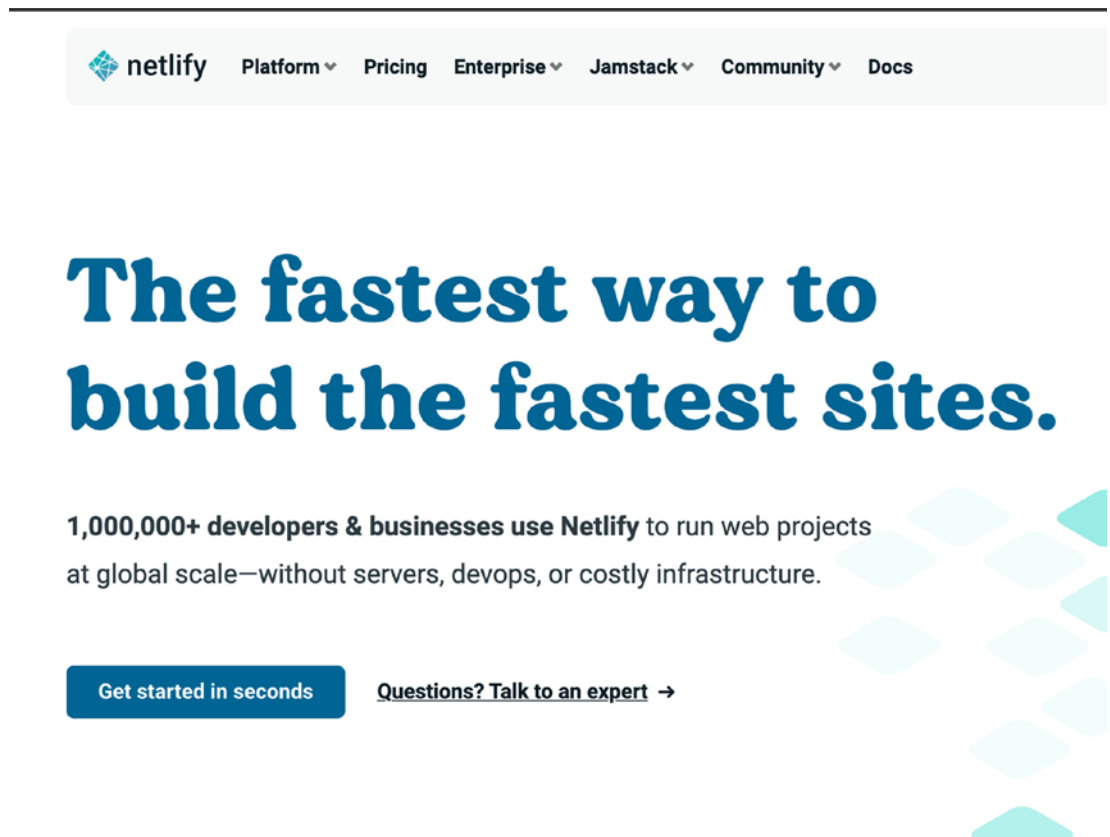 netlify Platform Pricing Enterprise Jamstack Community Docs
The fastest way to
build the fastest sites.
1,000,000+ developers & businesses use Netlify to run web projects
at global scale—without servers, devops, or costly infrastructure.
Get started in seconds Questions? Talk to an expert →